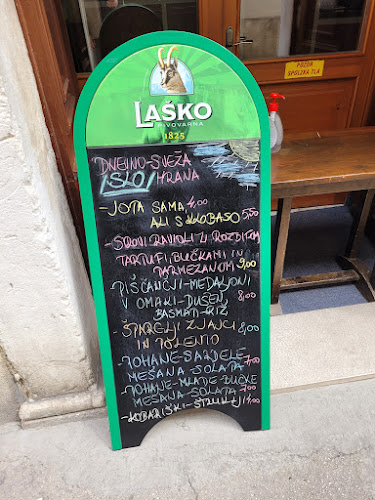 LAŠKO
PIVOVARNA
1825
POZOR
SPOLZKA TLA
DNEVNO-SVEŽA
/SLO/ HRANA
-JOTA SAMA 4,00
ALI S KLOBASO 5,50
-SIROVI RAVIOLI Z
TARTUFI, BUČKAMI IN
PARMEZANOM 9,00
PIŠČANČJI-MEDALJONI
V OMAKI-DUŠEN 8,00
BASMATI-RIŽ
-ŠPARGLJI Z JAJCI 8,00
IN POLENTO
-POHANE-SARDELE 7,00
MEŠANA-SOLATA
-POHANE-MLADE-BUČKE
MEŠANA-SOLATA 7,00
-KOBARIŠKI-ŠTRUKLJI 4,00